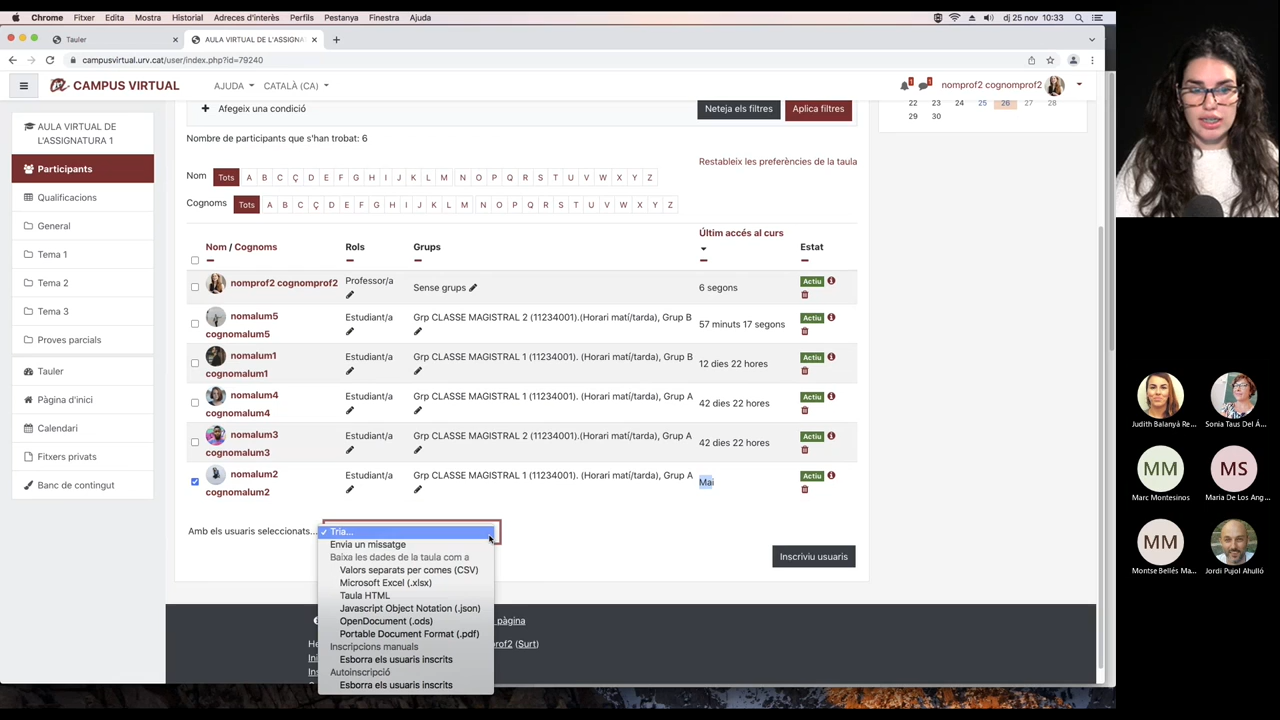 Chrome Fitxer Edita Mostra Historial Adreces d'interès Perfils Pestanya Finestra Ajuda dj 25 nov 10:33
Tauler AULA VIRTUAL DE L'ASSIGNA
campusvirtual.urv.cat/user/index.php?id=79240
CAMPUS VIRTUAL AJUDA CATALÀ (CA) 1 1 nomprof2 cognomprof2
AULA VIRTUAL DE
L'ASSIGNATURA 1
Participants
Qualificacions
General
Tema 1
Tema 2
Tema 3
Proves parcials
Tauler
Pàgina d'inici
Calendari
Fitxers privats
Banc de contingut
Afegeix una condició Neteja els filtres Aplica filtres
22 23 24 25 26 27 28
29 30
Nombre de participants que s'han trobat: 6
Restableix les preferències de la taula
Nom Tots A B C Ç D E F G H I J K L M N O P Q R S T U V W X Y Z
Cognoms Tots A B C Ç D E F G H I J K L M N O P Q R S T U V W X Y Z
Nom / Cognoms Rols Grups Últim accés al curs Estat
nomprof2 cognomprof2 Professor/a Sense grups 6 segons Actiu
nomalum5 Estudiant/a Grp CLASSE MAGISTRAL 2 (11234001).(Horari matí/tarda), Grup B 57 minuts 17 segons Actiu
cognomalum5
nomalum1 Estudiant/a Grp CLASSE MAGISTRAL 1 (11234001). (Horari matí/tarda), Grup B 12 dies 22 hores Actiu
cognomalum1
nomalum4 Estudiant/a Grp CLASSE MAGISTRAL 1 (11234001). (Horari matí/tarda), Grup A 42 dies 22 hores Actiu
cognomalum4
nomalum3 Estudiant/a Grp CLASSE MAGISTRAL 2 (11234001).(Horari matí/tarda), Grup A 42 dies 22 hores Actiu
cognomalum3
nomalum2 Estudiant/a Grp CLASSE MAGISTRAL 1 (11234001). (Horari matí/tarda), Grup A Mai Actiu
cognomalum2
Amb els usuaris seleccionats...
Tria...
Envia un missatge
Baixa les dades de la taula com a
Valors separats per comes (CSV)
Microsoft Excel (.xlsx)
Taula HTML
Javascript Object Notation (.json)
OpenDocument (.ods)
Portable Document Format (.pdf)
Inscripcions manuals
Esborra els usuaris inscrits
Autoinscripció
Esborra els usuaris inscrits
Inscriviu usuaris
pàgina
prof2 (Surt)
Judith Balanyà Re... Sonia Taus Del Á...
MM MS
Marc Montesinos Maria De Los Ang...
MM
Montse Bellés Ma... Jordi Pujol Ahulló